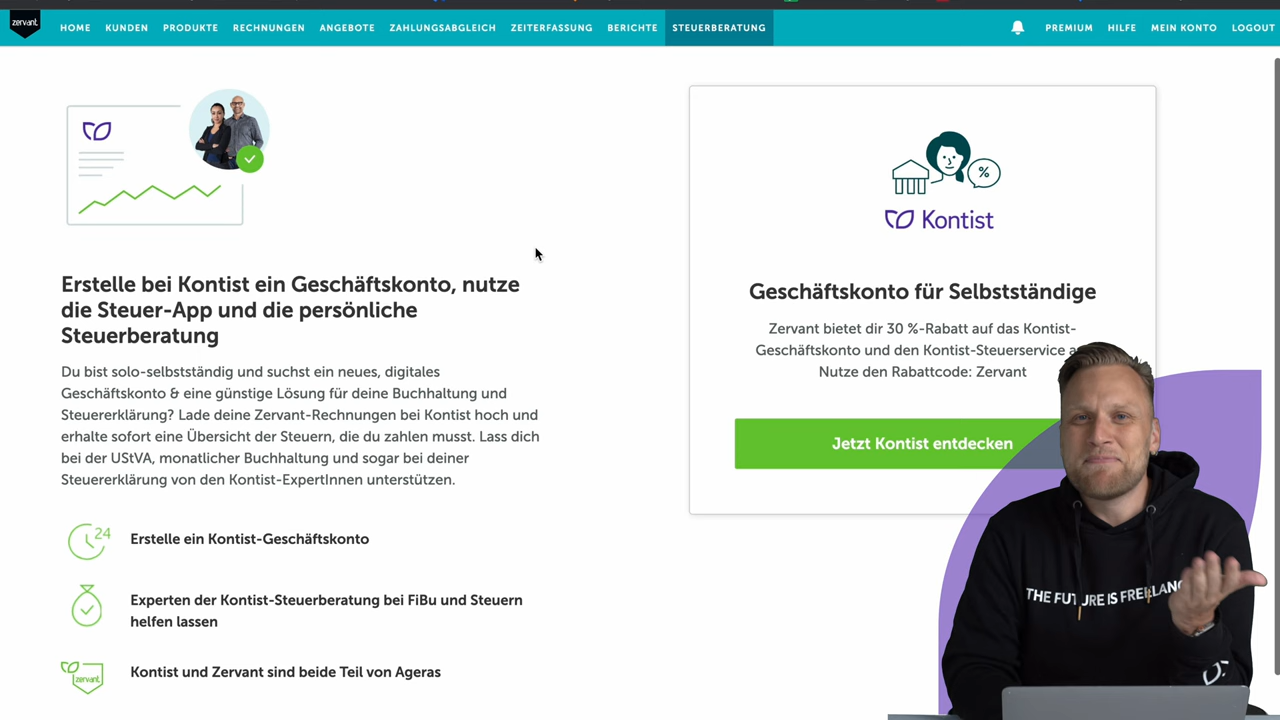 zervant
HOME KUNDEN PRODUKTE RECHNUNGEN ANGEBOTE ZAHLUNGSABGLEICH ZEITERFASSUNG BERICHTE STEUERBERATUNG PREMIUM HILFE MEIN KONTO LOGOUT
Erstelle bei Kontist ein Geschäftskonto, nutze
die Steuer-App und die persönliche
Steuerberatung
Du bist solo-selbstständig und suchst ein neues, digitales
Geschäftskonto & eine günstige Lösung für deine Buchhaltung und
Steuererklärung? Lade deine Zervant-Rechnungen bei Kontist hoch und
erhalte sofort eine Übersicht der Steuern, die du zahlen musst. Lass dich
bei der UStVA, monatlicher Buchhaltung und sogar bei deiner
Steuererklärung von den Kontist-ExpertInnen unterstützen.
24
Erstelle ein Kontist-Geschäftskonto
Experten der Kontist-Steuerberatung bei FiBu und Steuern
helfen lassen
zervant
Kontist und Zervant sind beide Teil von Ageras
%
Kontist
Geschäftskonto für Selbstständige
Zervant bietet dir 30 %-Rabatt auf das Kontist-
Geschäftskonto und den Kontist-Steuerservice
Nutze den Rabattcode: Zervant
Jetzt Kontist entdecken
THE FUTURE IS FREELANC